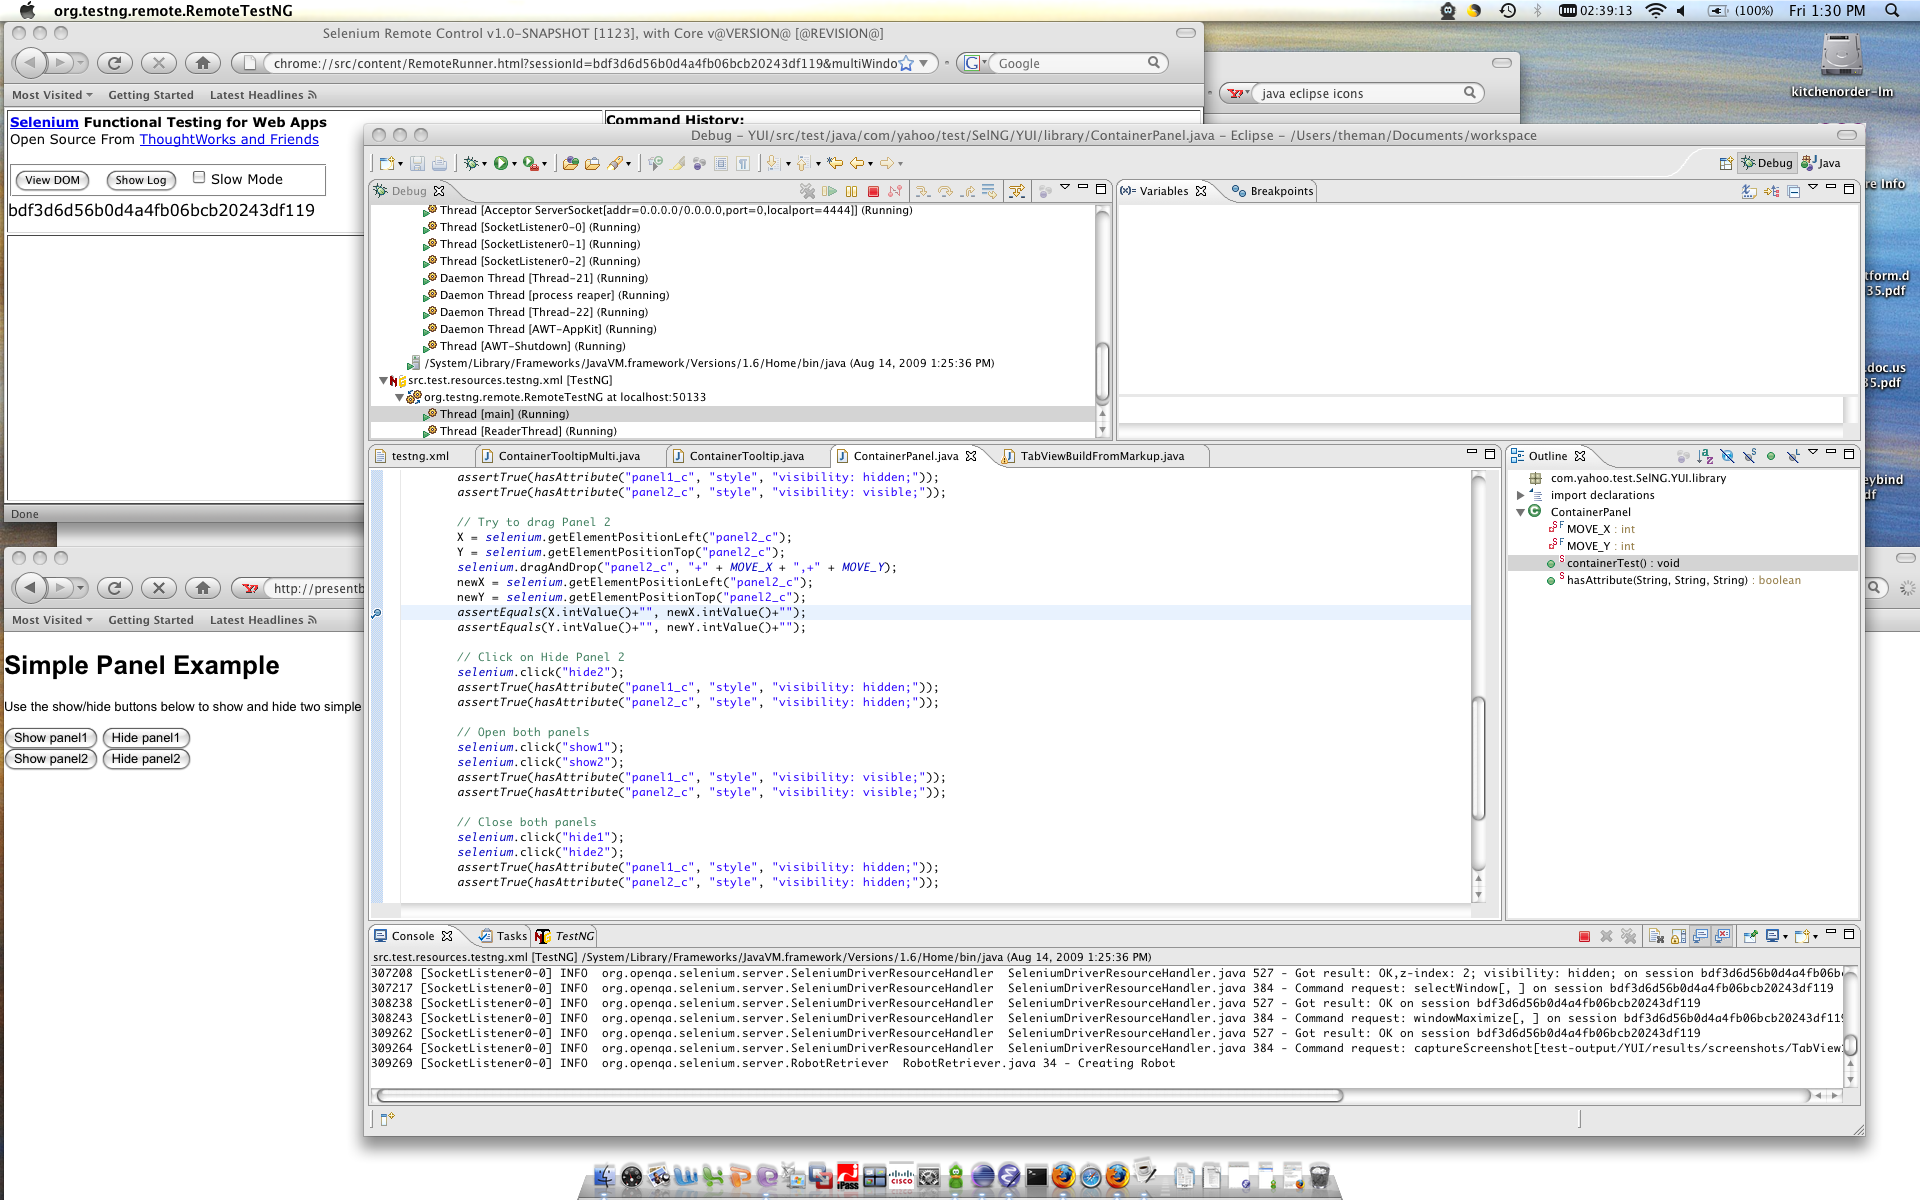 org.testng.remote.RemoteTestNG
02:39:13
(100%)
Fri 1:30 PM
Selenium Remote Control v1.0-SNAPSHOT [1123], with Core v@VERSION@ [@REVISION@]
chrome://src/content/RemoteRunner.html?sessionId=bdf3d6d56b0d4a4fb06bcb20243df119&multiWindo
Google
Most Visited
Getting Started
Latest Headlines
java eclipse icons
kitchenorder-lm
Selenium Functional Testing for Web Apps
Open Source From ThoughtWorks and Friends
Command History:
View DOM
Show Log
Slow Mode
bdf3d6d56b0d4a4fb06bcb20243df119
Done
Debug - YUI/src/test/java/com/yahoo/test/SelNG/YUI/library/ContainerPanel.java - Eclipse - /Users/theman/Documents/workspace
Debug
Java
Debug
Thread [Acceptor ServerSocket[addr=0.0.0.0/0.0.0.0,port=0,localport=4444]] (Running)
Thread [SocketListener0-0] (Running)
Thread [SocketListener0-1] (Running)
Thread [SocketListener0-2] (Running)
Daemon Thread [Thread-21] (Running)
Daemon Thread [process reaper] (Running)
Daemon Thread [Thread-22] (Running)
Daemon Thread [AWT-AppKit] (Running)
Thread [AWT-Shutdown] (Running)
/System/Library/Frameworks/JavaVM.framework/Versions/1.6/Home/bin/java (Aug 14, 2009 1:25:36 PM)
src.test.resources.testng.xml [TestNG]
org.testng.remote.RemoteTestNG at localhost:50133
Thread [main] (Running)
Thread [ReaderThread] (Running)
Variables
Breakpoints
re Info
tform.d
35.pdf
.doc.us
35.pdf
eybind
df
testng.xml
ContainerTooltipMulti.java
ContainerTooltip.java
ContainerPanel.java
TabViewBuildFromMarkup.java
assertTrue(hasAttribute("panel1_c", "style", "visibility: hidden;"));
assertTrue(hasAttribute("panel2_c", "style", "visibility: visible;"));
// Try to drag Panel 2
X = selenium.getElementPositionLeft("panel2_c");
Y = selenium.getElementPositionTop("panel2_c");
selenium.dragAndDrop("panel2_c", "+" + MOVE_X + ",+" + MOVE_Y);
newX = selenium.getElementPositionLeft("panel2_c");
newY = selenium.getElementPositionTop("panel2_c");
assertEquals(X.intValue()+"", newX.intValue()+"");
assertEquals(Y.intValue()+"", newY.intValue()+"");
// Click on Hide Panel 2
selenium.click("hide2");
assertTrue(hasAttribute("panel1_c", "style", "visibility: hidden;"));
assertTrue(hasAttribute("panel2_c", "style", "visibility: hidden;"));
// Open both panels
selenium.click("show1");
selenium.click("show2");
assertTrue(hasAttribute("panel1_c", "style", "visibility: visible;"));
assertTrue(hasAttribute("panel2_c", "style", "visibility: visible;"));
// Close both panels
selenium.click("hide1");
selenium.click("hide2");
assertTrue(hasAttribute("panel1_c", "style", "visibility: hidden;"));
assertTrue(hasAttribute("panel2_c", "style", "visibility: hidden;"));
Outline
com.yahoo.test.SelNG.YUI.library
import declarations
ContainerPanel
MOVE_X : int
MOVE_Y : int
containerTest() : void
hasAttribute(String, String, String) : boolean
http://presentb
Most Visited
Getting Started
Latest Headlines
Simple Panel Example
Use the show/hide buttons below to show and hide two simple
Show panel1
Hide panel1
Show panel2
Hide panel2
Console
Tasks
TestNG
src.test.resources.testng.xml [TestNG] /System/Library/Frameworks/JavaVM.framework/Versions/1.6/Home/bin/java (Aug 14, 2009 1:25:36 PM)
307208 [SocketListener0-0] INFO org.openqa.selenium.server.SeleniumDriverResourceHandler SeleniumDriverResourceHandler.java 527 - Got result: OK,z-index: 2; visibility: hidden; on session bdf3d6d56b0d4a4fb06b
307217 [SocketListener0-0] INFO org.openqa.selenium.server.SeleniumDriverResourceHandler SeleniumDriverResourceHandler.java 384 - Command request: selectWindow[, ] on session bdf3d6d56b0d4a4fb06bcb20243df119
308238 [SocketListener0-0] INFO org.openqa.selenium.server.SeleniumDriverResourceHandler SeleniumDriverResourceHandler.java 527 - Got result: OK on session bdf3d6d56b0d4a4fb06bcb20243df119
308243 [SocketListener0-0] INFO org.openqa.selenium.server.SeleniumDriverResourceHandler SeleniumDriverResourceHandler.java 384 - Command request: windowMaximize[, ] on session bdf3d6d56b0d4a4fb06bcb20243df119
309262 [SocketListener0-0] INFO org.openqa.selenium.server.SeleniumDriverResourceHandler SeleniumDriverResourceHandler.java 527 - Got result: OK on session bdf3d6d56b0d4a4fb06bcb20243df119
309264 [SocketListener0-0] INFO org.openqa.selenium.server.SeleniumDriverResourceHandler SeleniumDriverResourceHandler.java 384 - Command request: captureScreenshot[test-output/YUI/results/screenshots/TabView
309269 [SocketListener0-0] INFO org.openqa.selenium.server.RobotRetriever RobotRetriever.java 34 - Creating Robot
iPass
CISCO